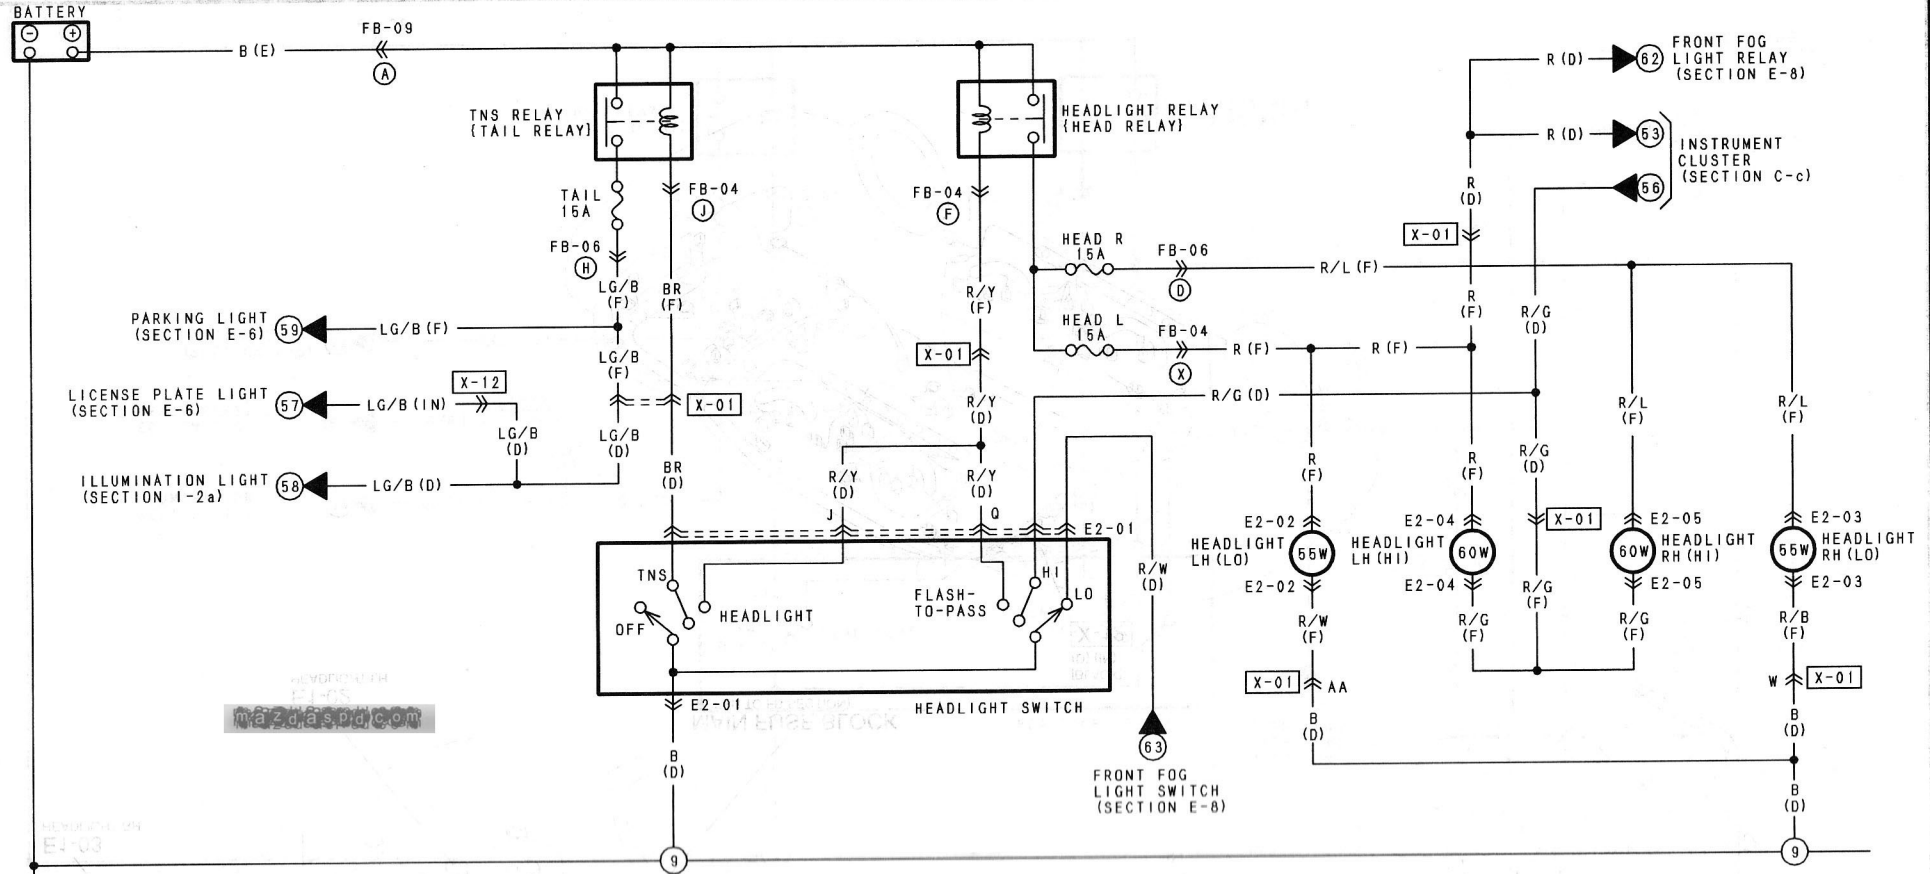 BATTERY
- +
B (E)
FB-09
A
TNS RELAY
{TAIL RELAY}
HEADLIGHT RELAY
{HEAD RELAY}
R (D)
62
FRONT FOG
LIGHT RELAY
(SECTION E-8)
R (D)
53
56
INSTRUMENT
CLUSTER
(SECTION C-c)
TAIL
15A
FB-04
J
FB-04
F
R
(D)
X-01
FB-06
H
HEAD R
15A
FB-06
D
R/L (F)
LG/B
(F)
BR
(F)
R/Y
(F)
R
(F)
R/G
(D)
PARKING LIGHT
(SECTION E-6)
59
LG/B (F)
HEAD L
15A
FB-04
X
R (F)
R (F)
LG/B
(F)
X-01
LICENSE PLATE LIGHT
(SECTION E-6)
57
LG/B (IN)
X-12
X-01
R/Y
(D)
R/G (D)
R/L
(F)
R/L
(F)
LG/B
(D)
LG/B
(D)
ILLUMINATION LIGHT
(SECTION I-2a)
58
LG/B (D)
BR
(D)
R/Y
(D)
R/Y
(D)
R
(F)
R
(F)
R/G
(D)
J
Q
E2-01
E2-02
E2-04
X-01
E2-05
E2-03
HEADLIGHT
LH (LO)
55W
HEADLIGHT
LH (HI)
60W
60W
HEADLIGHT
RH (HI)
55W
HEADLIGHT
RH (LO)
E2-02
E2-04
E2-05
E2-03
TNS
HEADLIGHT
OFF
FLASH-
TO-PASS
HI
LO
R/W
(D)
R/W
(F)
R/G
(F)
R/G
(F)
R/G
(F)
R/B
(F)
X-01
AA
W
X-01
E2-01
HEADLIGHT SWITCH
mazdaspd.com
B
(D)
B
(D)
B
(D)
63
FRONT FOG
LIGHT SWITCH
(SECTION E-8)
B
(D)
9
9